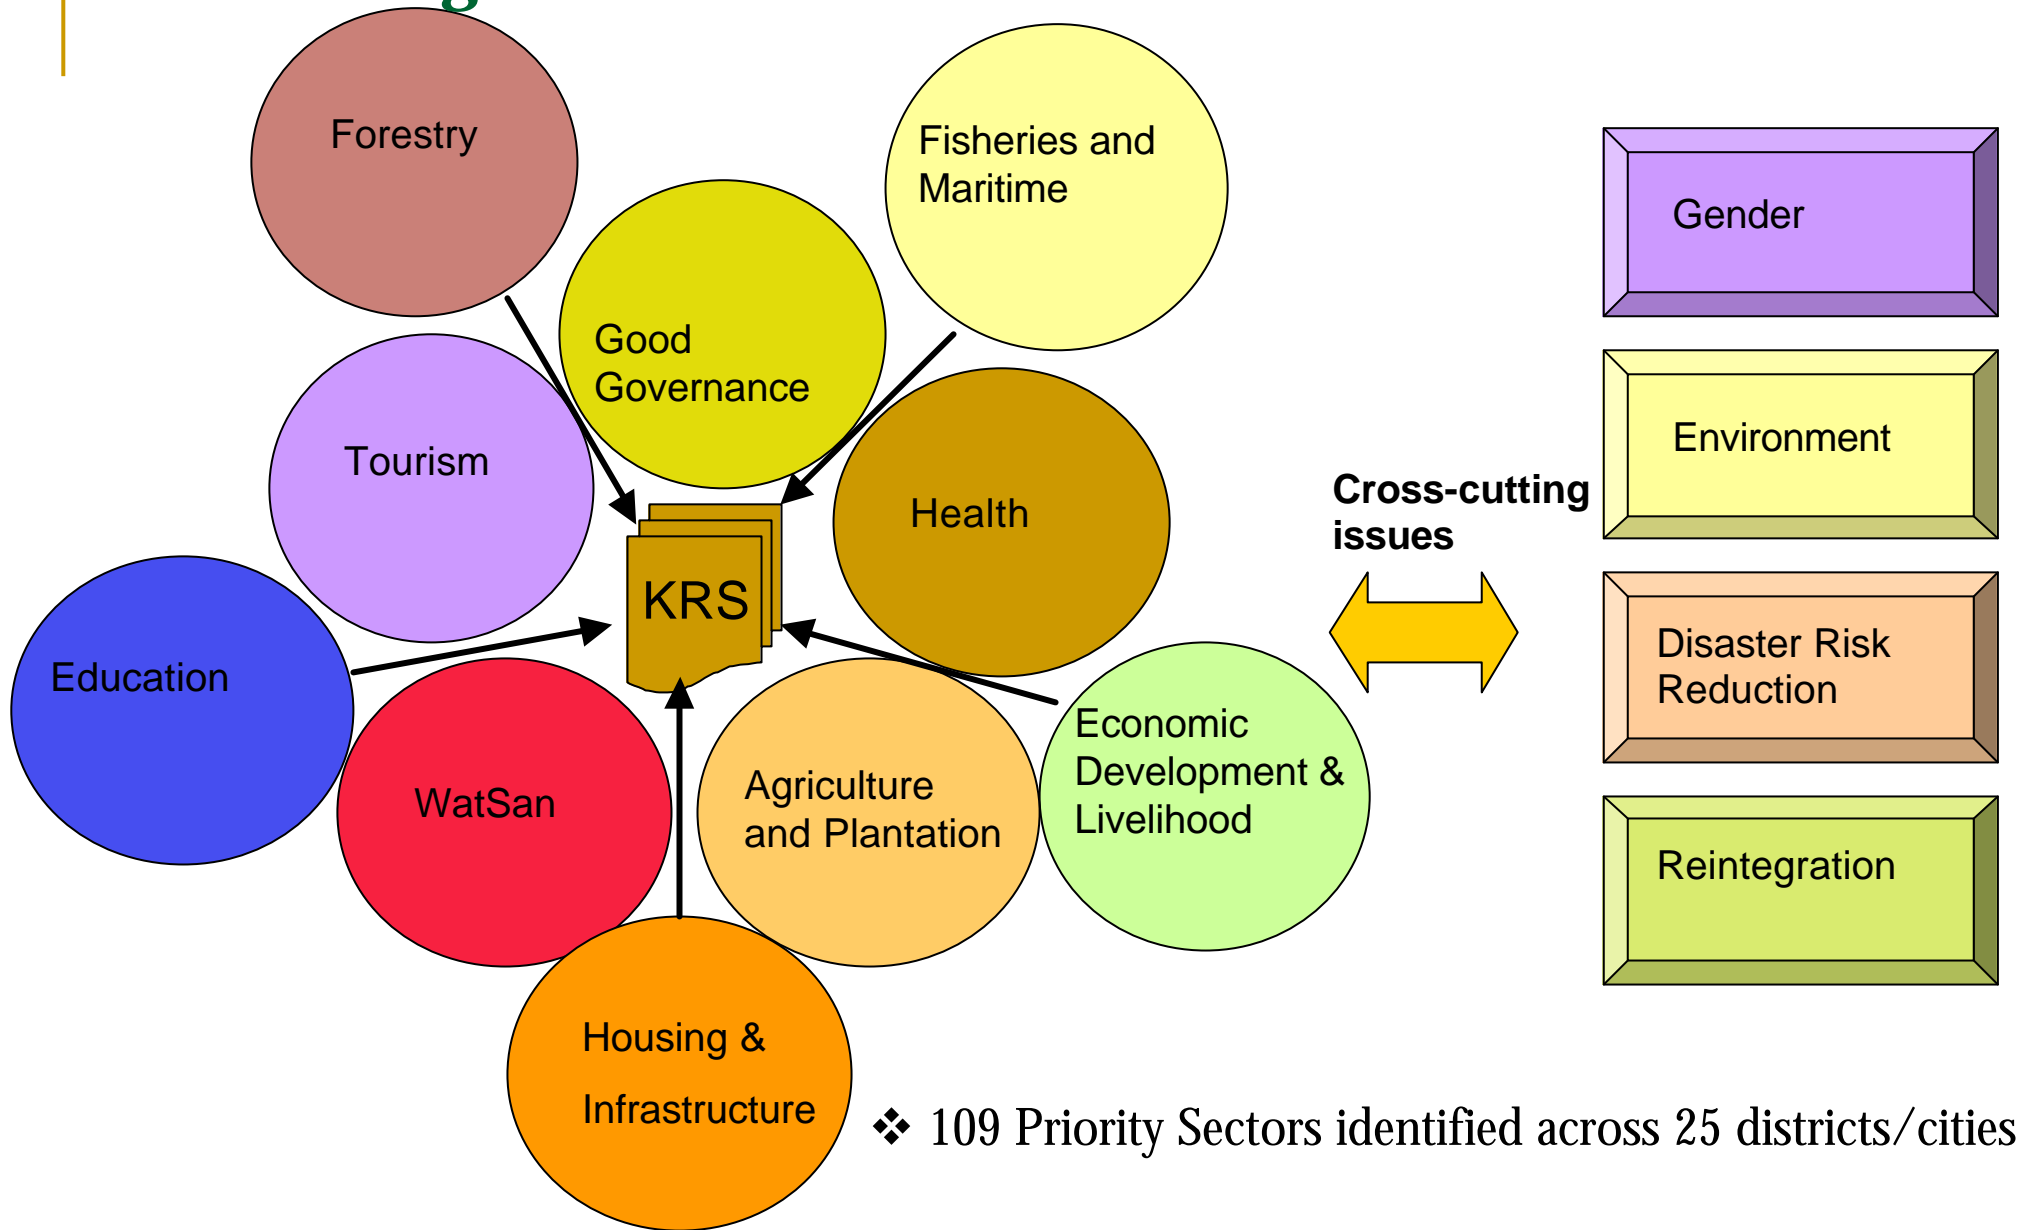 Forestry
Fisheries and
Maritime
Gender
Good
Governance
Tourism
Environment
Health
Cross-cutting
issues
KRS
Education
Disaster Risk
Reduction
WatSan
Agriculture
and Plantation
Economic
Development &
Livelihood
Reintegration
Housing &
Infrastructure
❖ 109 Priority Sectors identified across 25 districts/cities